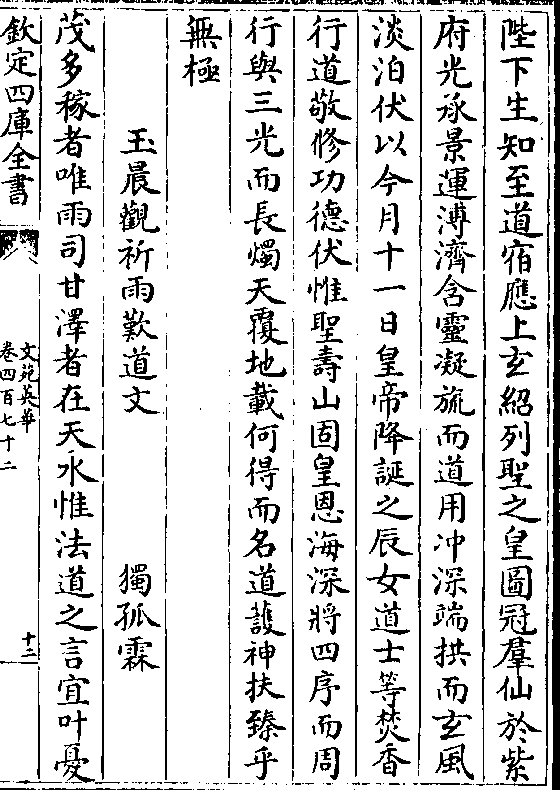 陛下生知至道宿應上玄紹列聖之皇圖冠羣仙於紫
府光承景運溥濟含靈凝旒而道用冲深端拱而玄風
淡泊伏以今月十一日皇帝降誕之辰女道士等焚香
行道敬修功德伏惟聖壽山固皇恩海深將四序而周
行與三光而長燭天覆地載何得而名道護神扶臻乎
無極
玉晨觀祈雨歎道文 獨孤霖
茂多稼者唯雨司甘澤者在天水惟法道之言宜叶憂
欽定四庫全書
文苑英華
卷四百七十二
十二